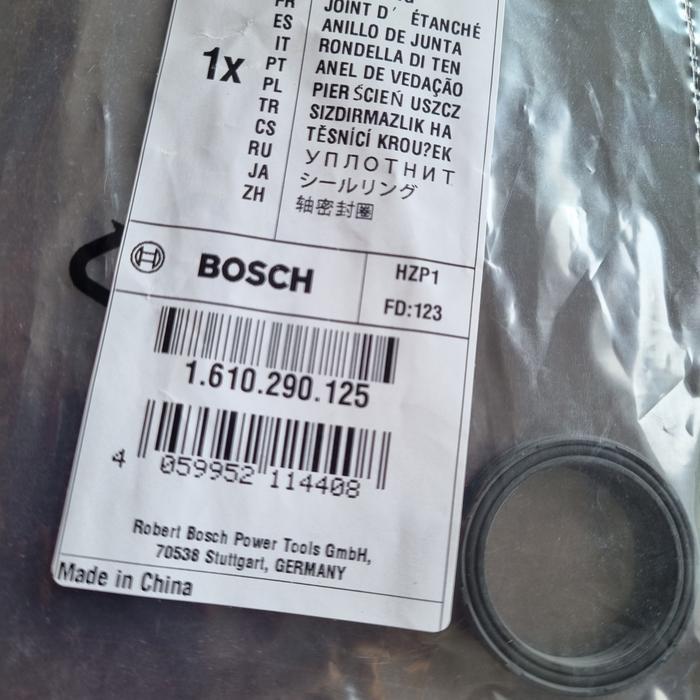 FR JOINT D' ÉTANCHÉ
ES ANILLO DE JUNTA
IT RONDELLA DI TEN
PT ANEL DE VEDAÇÃO
PL PIERŚCIEŃ USZCZ
TR SIZDIRMAZLIK HA
CS TĚSNÍCÍ KROU?EK
RU УПЛОТНИТ
JA シールリング
ZH 轴密封圈
1x
BOSCH
HZP1
FD:123
1.610.290.125
4 059952 114408
Robert Bosch Power Tools GmbH,
70538 Stuttgart, GERMANY
Made in China